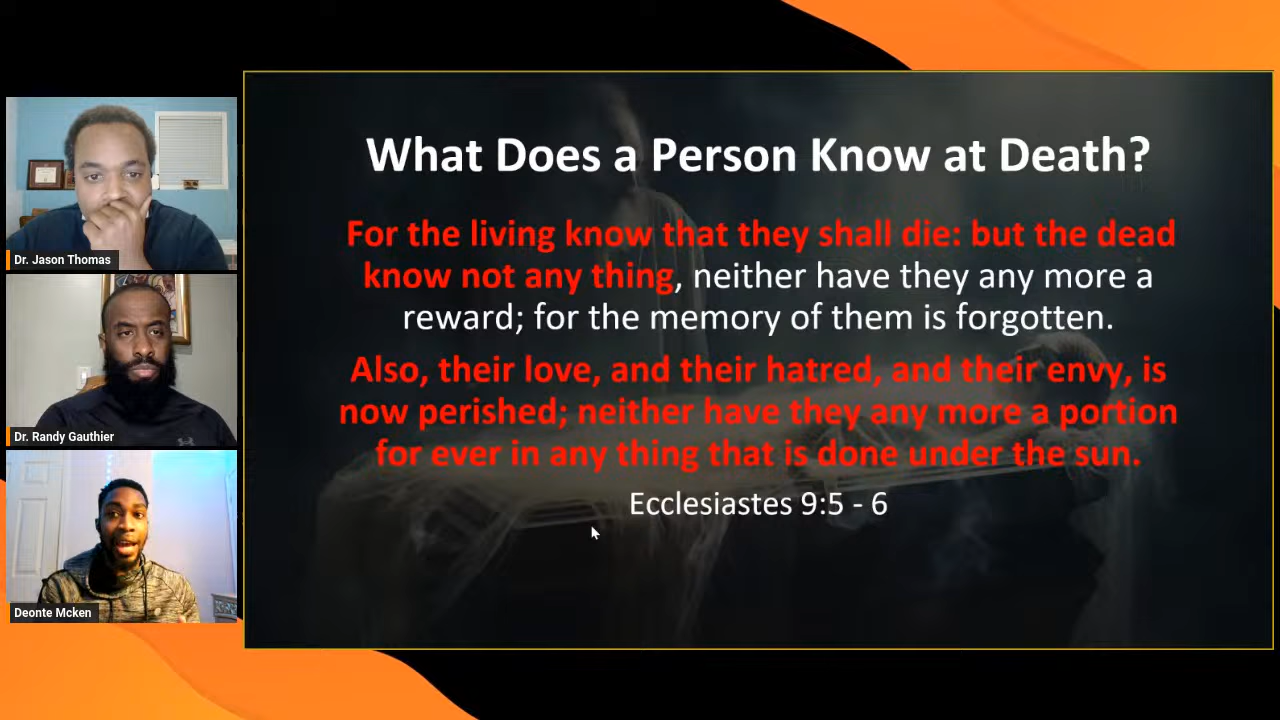 What Does a Person Know at Death?
For the living know that they shall die: but the dead
know not any thing, neither have they any more a
reward; for the memory of them is forgotten.
Also, their love, and their hatred, and their envy, is
now perished; neither have they any more a portion
for ever in any thing that is done under the sun.
Ecclesiastes 9:5 - 6
Dr. Jason Thomas
Dr. Randy Gauthier
Deonte Mcken